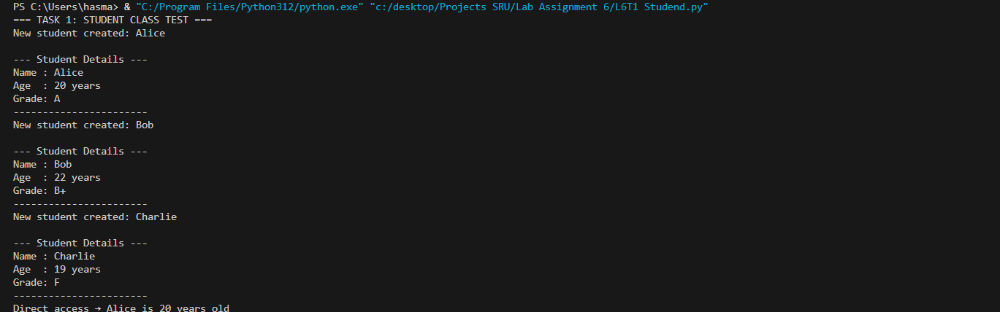 PS C:\Users\hasma> & "C:/Program Files/Python312/python.exe" "c:/desktop/Projects SRU/Lab Assignment 6/L6T1 Studend.py"
=== TASK 1: STUDENT CLASS TEST ===
New student created: Alice
--- Student Details ---
Name : Alice
Age  : 20 years
Grade: A
-----------------------
New student created: Bob
--- Student Details ---
Name : Bob
Age  : 22 years
Grade: B+
-----------------------
New student created: Charlie
--- Student Details ---
Name : Charlie
Age  : 19 years
Grade: F
-----------------------
Direct access → Alice is 20 years old